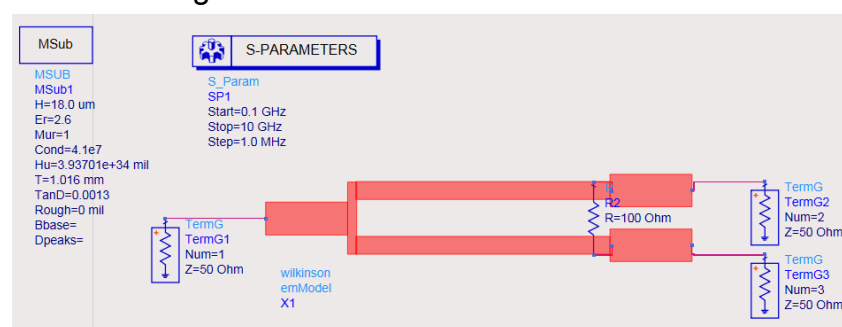 MSub
MSUB
MSub1
H=18.0 um
Er=2.6
Mur=1
Cond=4.1e7
Hu=3.93701e+34 mil
T=1.016 mm
TanD=0.0013
Rough=0 mil
Bbase=
Dpeaks=
S-PARAMETERS
S_Param
SP1
Start=0.1 GHz
Stop=10 GHz
Step=1.0 MHz
TermG
TermG1
Num=1
Z=50 Ohm
wilkinson
emModel
X1
R
R2
R=100 Ohm
TermG
TermG2
Num=2
Z=50 Ohm
TermG
TermG3
Num=3
Z=50 Ohm